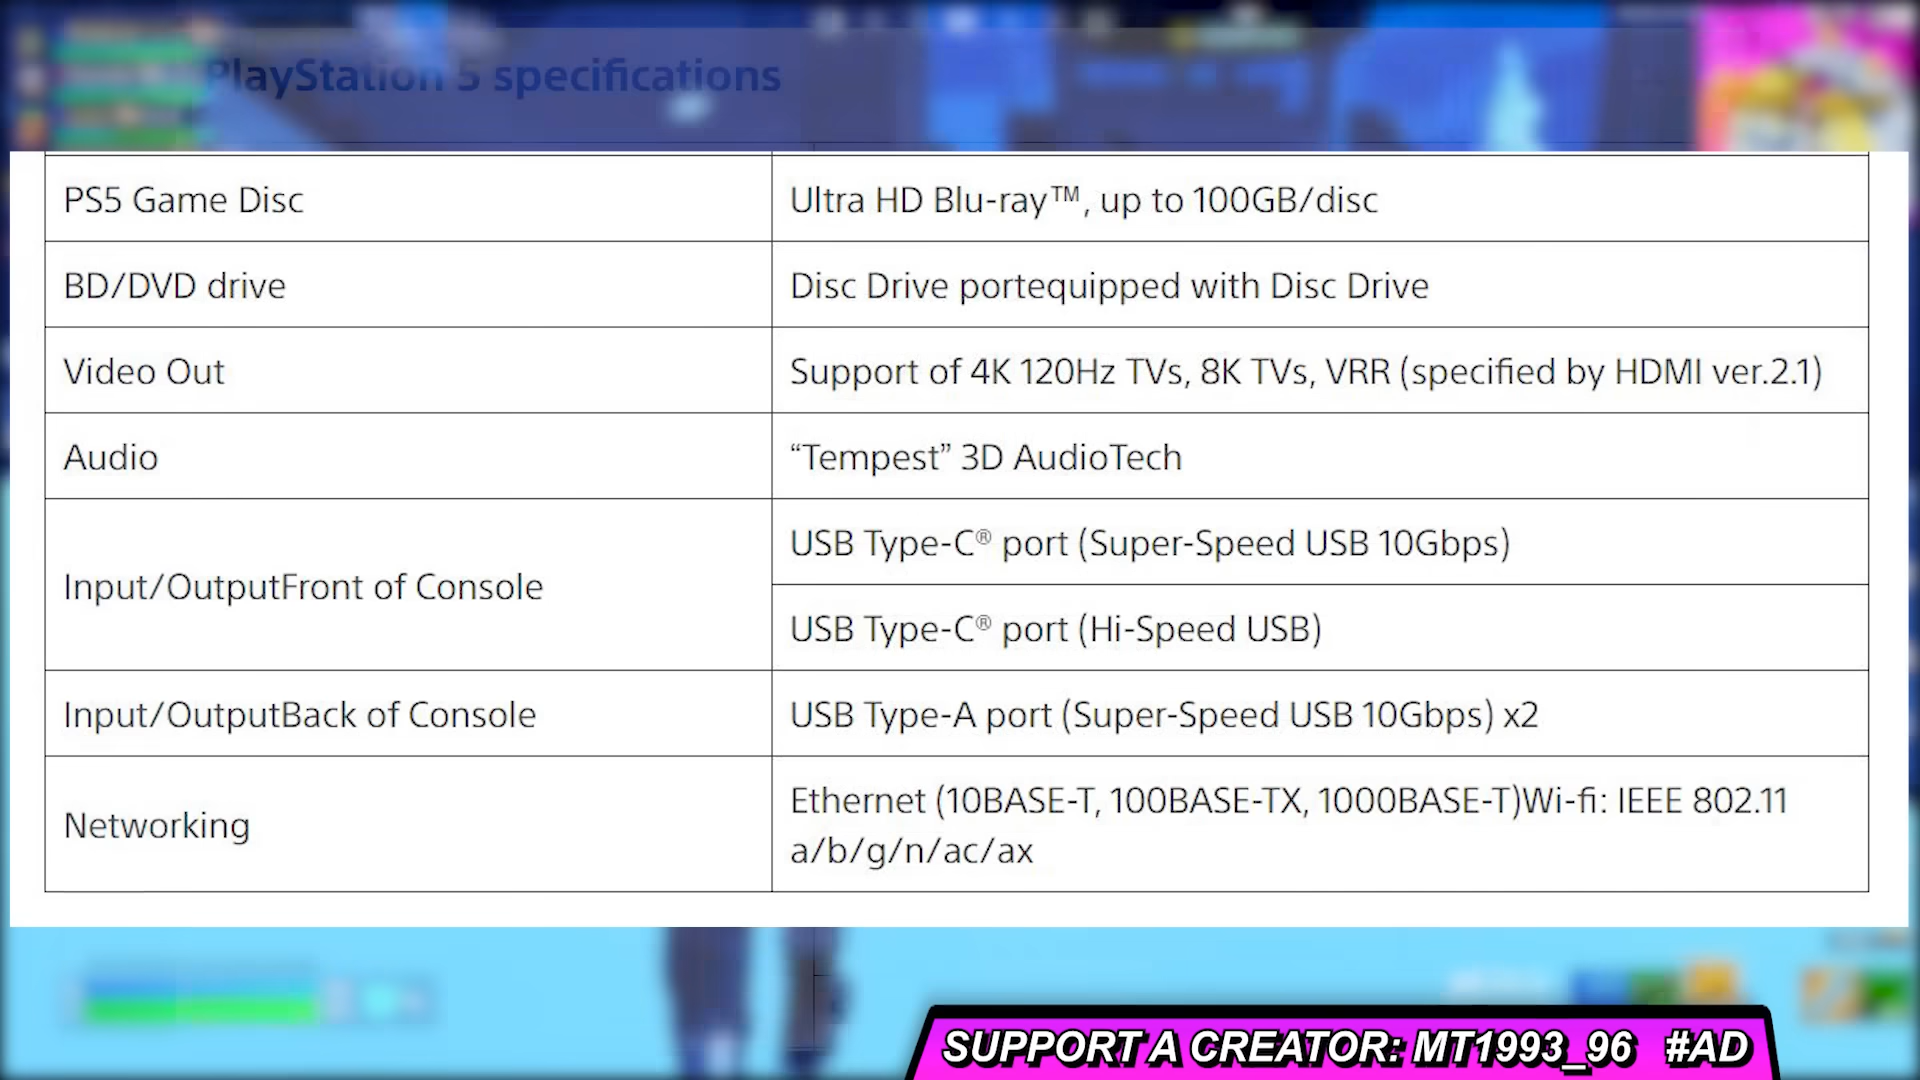 PlayStation 5 specifications
PS5 Game Disc
Ultra HD Blu-ray™, up to 100GB/disc
BD/DVD drive
Disc Drive portequipped with Disc Drive
Video Out
Support of 4K 120Hz TVs, 8K TVs, VRR (specified by HDMI ver.2.1)
Audio
“Tempest” 3D AudioTech
Input/OutputFront of Console
USB Type-C® port (Super-Speed USB 10Gbps)
USB Type-C® port (Hi-Speed USB)
Input/OutputBack of Console
USB Type-A port (Super-Speed USB 10Gbps) x2
Networking
Ethernet (10BASE-T, 100BASE-TX, 1000BASE-T)Wi-fi: IEEE 802.11
a/b/g/n/ac/ax
SUPPORT A CREATOR: MT1993_96 #AD